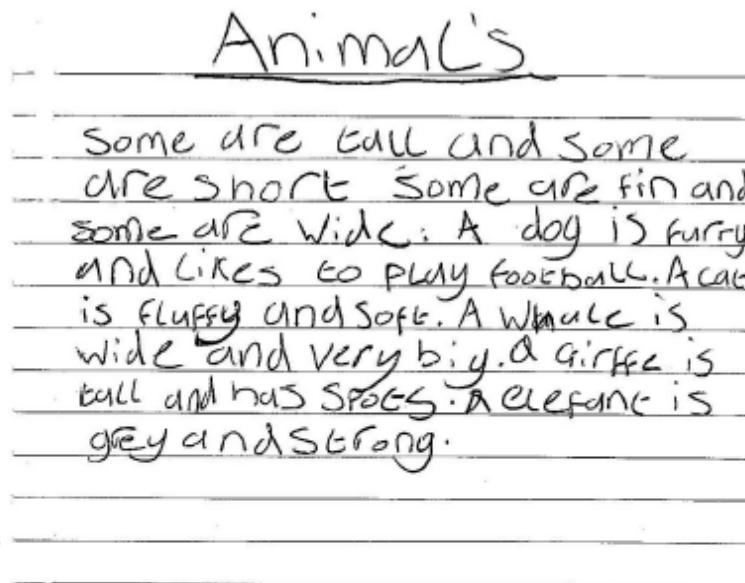 Animal's
some are tall and some
are short some are fin and
some are wide. A dog is furry
and likes to play football. A cat
is fluffy and soft. A Whale is
wide and very big. a Girffe is
tall and has spots. A elefant is
grey and strong.